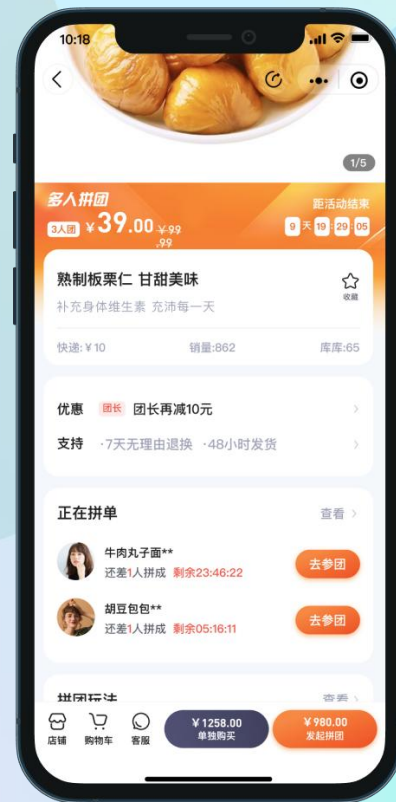 10:18
1/5
多人拼团
距活动结束
3人团 ¥39.00 ¥99
.99
9 天 19 : 29 : 05
熟制板栗仁 甘甜美味
收藏
补充身体维生素 充沛每一天
快递:¥10 销量:862 库库:65
优惠 团长 团长再减10元
支持 ·7天无理由退换 ·48小时发货
正在拼单 查看
牛肉丸子面**
还差1人拼成 剩余23:46:22
去参团
胡豆包包**
还差1人拼成 剩余05:16:11
去参团
拼团玩法 查看
店铺 购物车 客服
¥1258.00
单独购买
¥980.00
发起拼团